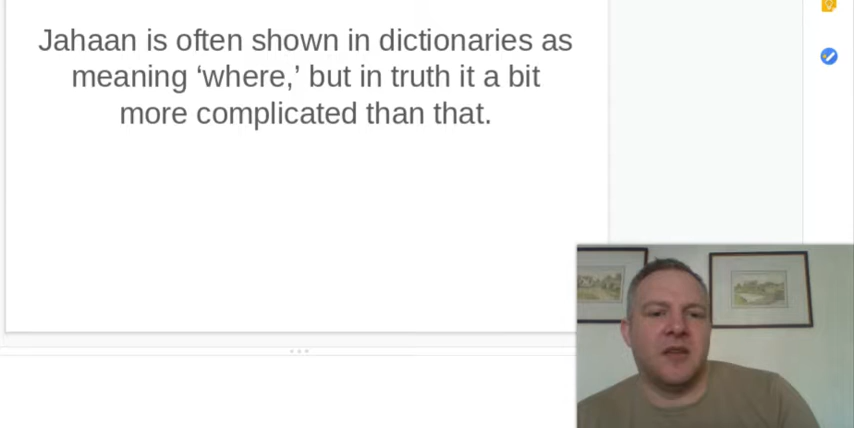 Jahaan is often shown in dictionaries as
meaning ‘where,’ but in truth it a bit
more complicated than that.